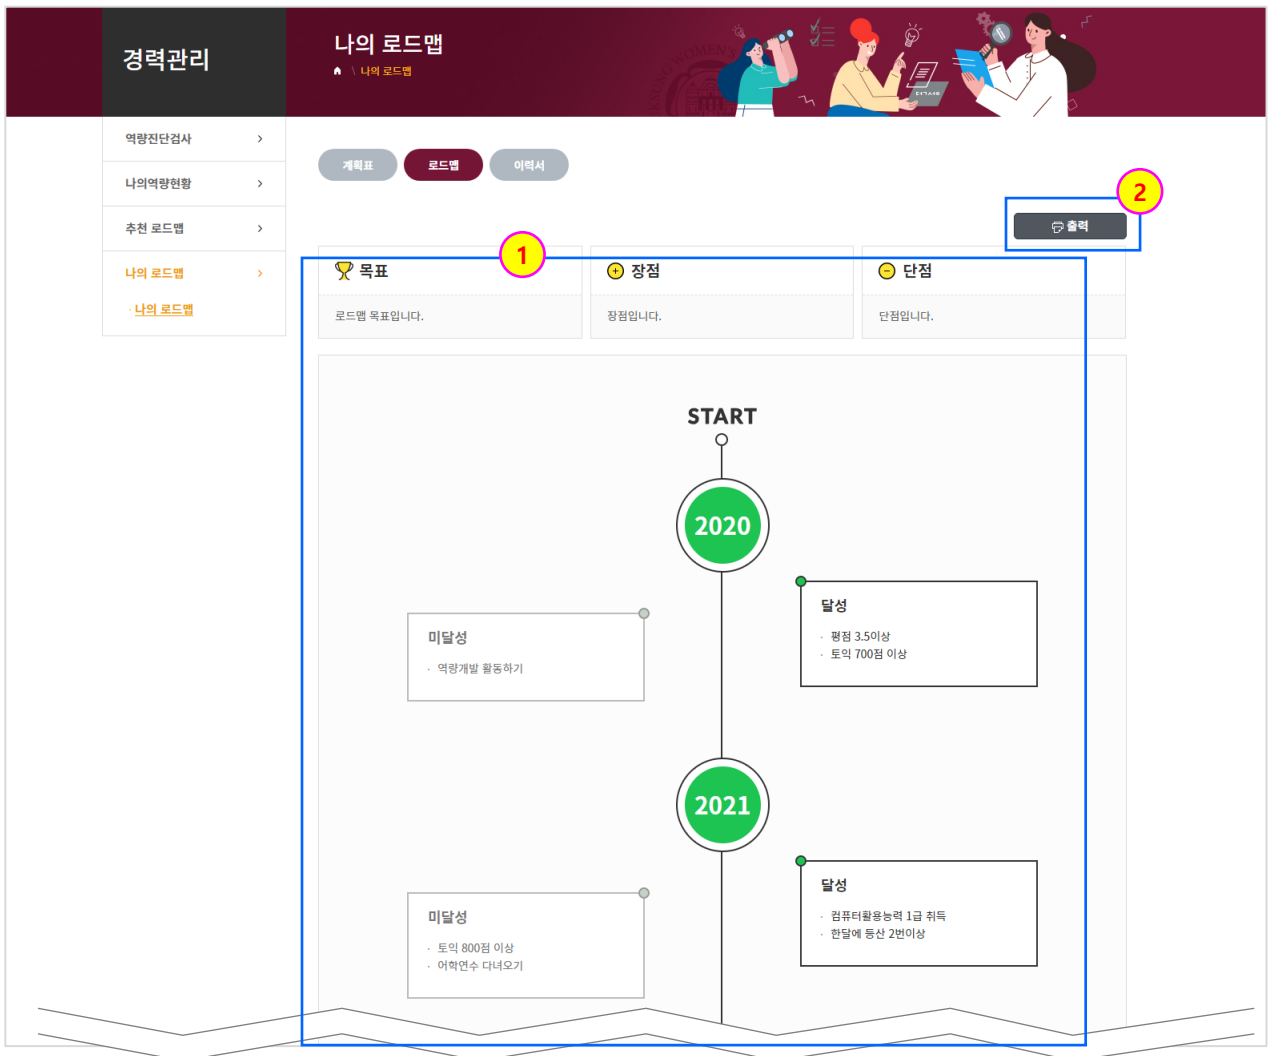 경력관리
나의 로드맵
\ 나의 로드맵
역량진단검사
나의역량현황
추천 로드맵
나의 로드맵
· 나의 로드맵
계획표
로드맵
이력서
2
출력
1
목표
장점
단점
로드맵 목표입니다.
장점입니다.
단점입니다.
START
2020
달성
· 평점 3.5이상
· 토익 700점 이상
미달성
· 역량개발 활동하기
2021
달성
· 컴퓨터활용능력 1급 취득
· 한달에 등산 2번이상
미달성
· 토익 800점 이상
· 어학연수 다녀오기